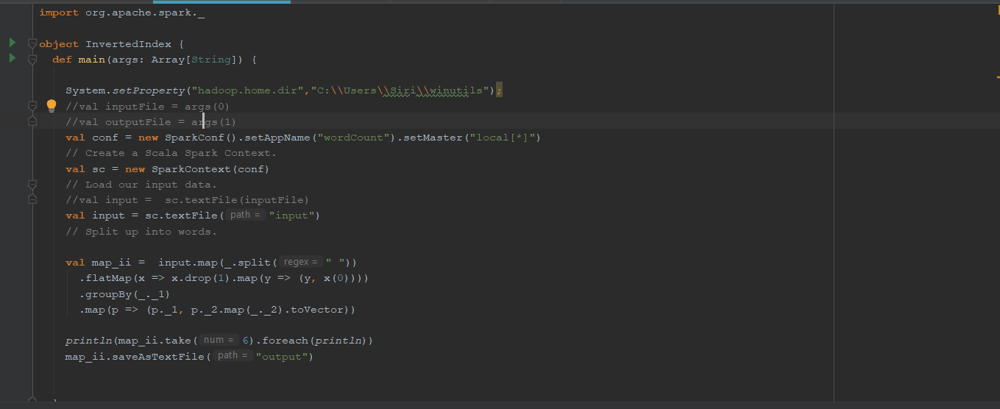 import org.apache.spark._
object InvertedIndex {
def main(args: Array[String]) {
System.setProperty("hadoop.home.dir","C:\\Users\\Siri\\winutils");
//val inputFile = args(0)
//val outputFile = args(1)
val conf = new SparkConf().setAppName("wordCount").setMaster("local[*]")
// Create a Scala Spark Context.
val sc = new SparkContext(conf)
// Load our input data.
//val input =  sc.textFile(inputFile)
val input = sc.textFile( path = "input")
// Split up into words.
val map_ii =  input.map(_.split( regex = " "))
.flatMap(x => x.drop(1).map(y => (y, x(0))))
.groupBy(_._1)
.map(p => (p._1, p._2.map(_._2).toVector))
println(map_ii.take( num = 6).foreach(println))
map_ii.saveAsTextFile( path = "output")